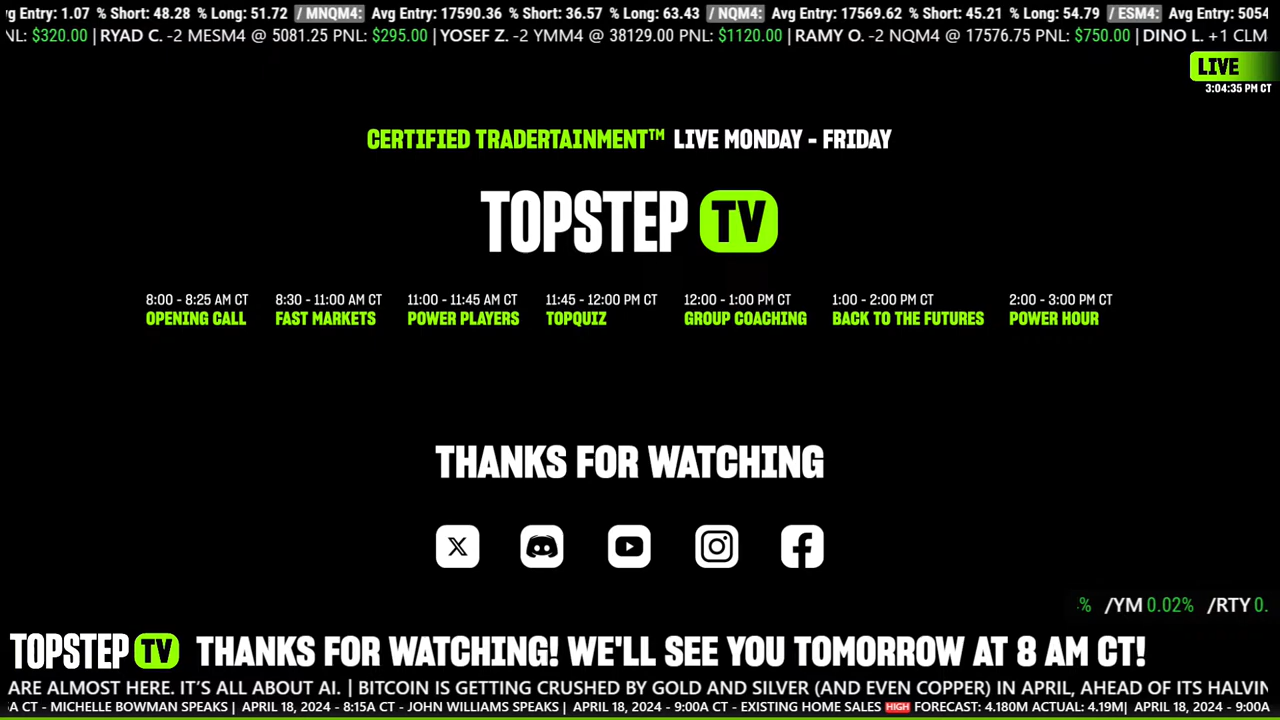 g Entry: 1.07 % Short: 48.28 % Long: 51.72 / MNQM4: Avg Entry: 17590.36 % Short: 36.57 % Long: 63.43 / NQM4: Avg Entry: 17569.62 % Short: 45.21 % Long: 54.79 / ESM4: Avg Entry: 5054
NL: $320.00 | RYAD C. -2 MESM4 @ 5081.25 PNL: $295.00 | YOSEF Z. -2 YMM4 @ 38129.00 PNL: $1120.00 | RAMY O. -2 NQM4 @ 17576.75 PNL: $750.00 | DINO L. +1 CLM
LIVE
3:04:35 PM CT
CERTIFIED TRADERTAINMENT™ LIVE MONDAY - FRIDAY
TOPSTEP TV
8:00 - 8:25 AM CT 8:30 - 11:00 AM CT 11:00 - 11:45 AM CT 11:45 - 12:00 PM CT 12:00 - 1:00 PM CT 1:00 - 2:00 PM CT 2:00 - 3:00 PM CT
OPENING CALL FAST MARKETS POWER PLAYERS TOPQUIZ GROUP COACHING BACK TO THE FUTURES POWER HOUR
THANKS FOR WATCHING
% /YM 0.02% /RTY 0.
TOPSTEP TV THANKS FOR WATCHING! WE'LL SEE YOU TOMORROW AT 8 AM CT!
ARE ALMOST HERE. IT'S ALL ABOUT AI. | BITCOIN IS GETTING CRUSHED BY GOLD AND SILVER (AND EVEN COPPER) IN APRIL, AHEAD OF ITS HALVIN
A CT - MICHELLE BOWMAN SPEAKS | APRIL 18, 2024 - 8:15A CT - JOHN WILLIAMS SPEAKS | APRIL 18, 2024 - 9:00A CT - EXISTING HOME SALES HIGH FORECAST: 4.180M ACTUAL: 4.19M | APRIL 18, 2024 - 9:00A